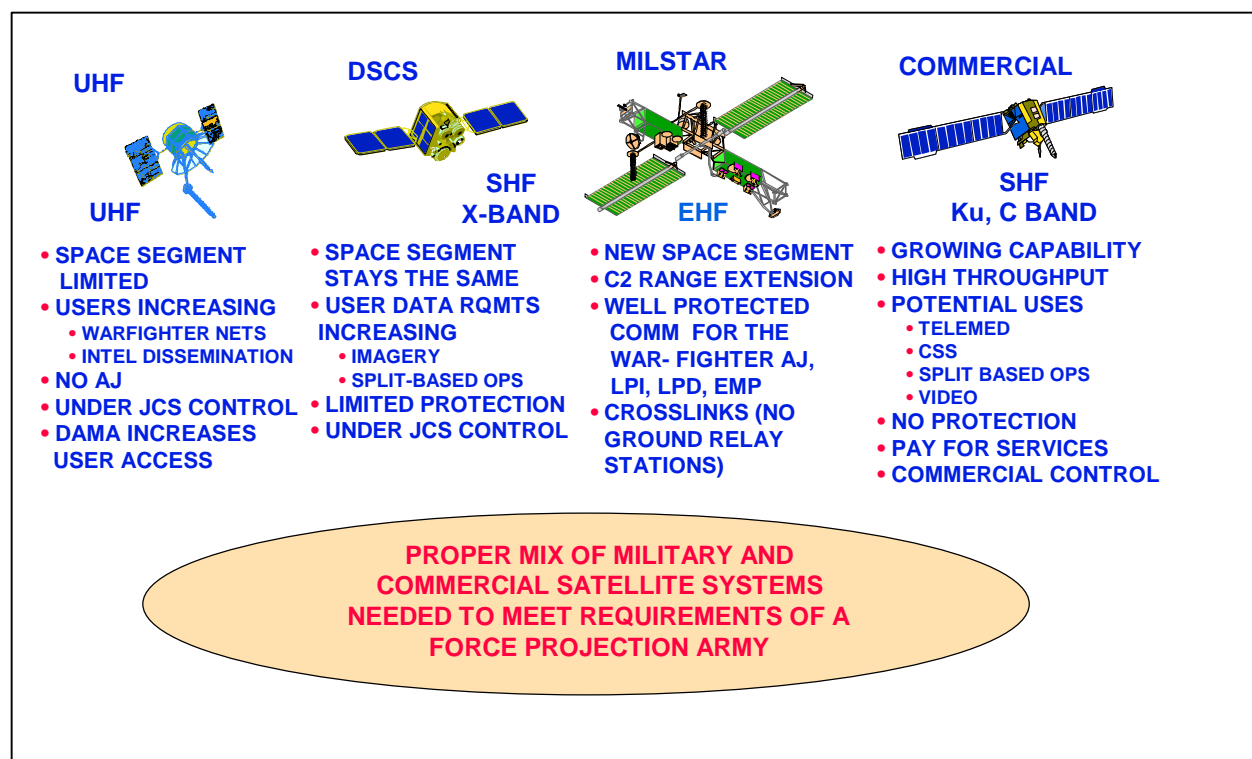 UHF
UHF
• SPACE SEGMENT
LIMITED
• USERS INCREASING
• WARFIGHTER NETS
• INTEL DISSEMINATION
• NO AJ
• UNDER JCS CONTROL
• DAMA INCREASES
USER ACCESS
DSCS
SHF
X-BAND
• SPACE SEGMENT
STAYS THE SAME
• USER DATA RQMTS
INCREASING
• IMAGERY
• SPLIT-BASED OPS
• LIMITED PROTECTION
• UNDER JCS CONTROL
MILSTAR
EHF
• NEW SPACE SEGMENT
• C2 RANGE EXTENSION
• WELL PROTECTED
COMM FOR THE
WAR- FIGHTER AJ,
LPI, LPD, EMP
• CROSSLINKS (NO
GROUND RELAY
STATIONS)
COMMERCIAL
SHF
Ku, C BAND
• GROWING CAPABILITY
• HIGH THROUGHPUT
• POTENTIAL USES
• TELEMED
• CSS
• SPLIT BASED OPS
• VIDEO
• NO PROTECTION
• PAY FOR SERVICES
• COMMERCIAL CONTROL
PROPER MIX OF MILITARY AND
COMMERCIAL SATELLITE SYSTEMS
NEEDED TO MEET REQUIREMENTS OF A
FORCE PROJECTION ARMY